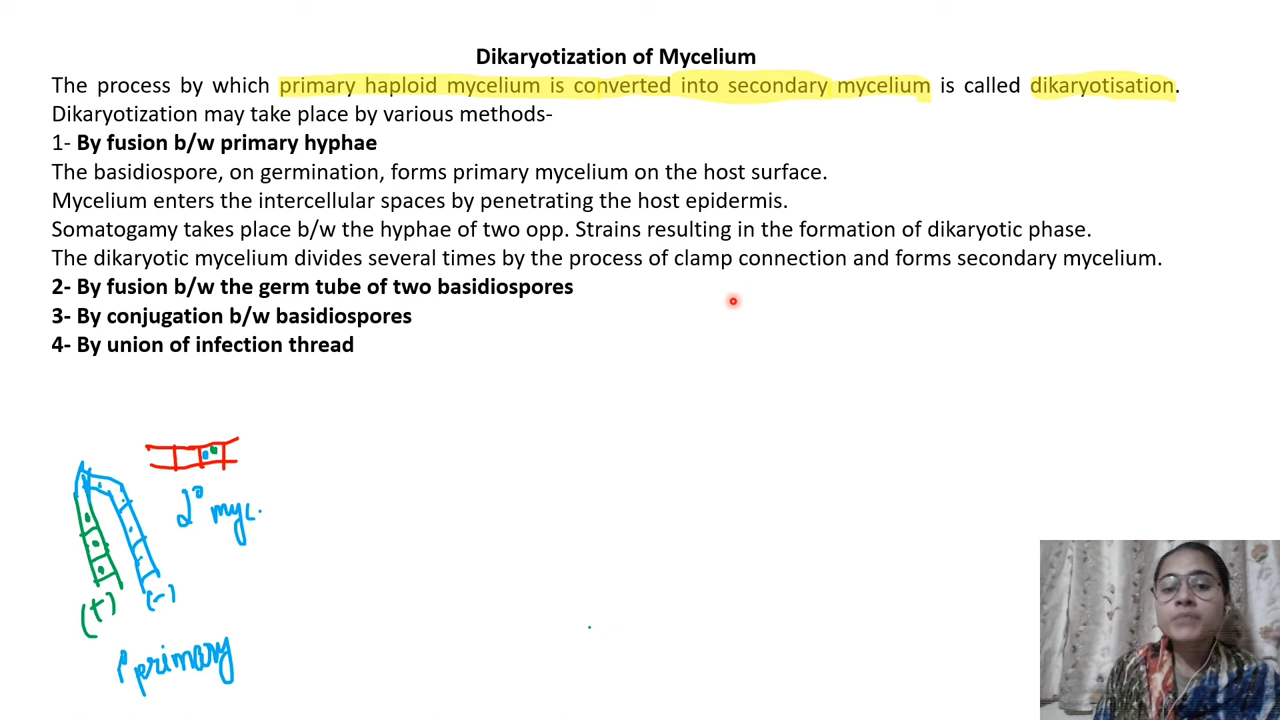 Dikaryotization of Mycelium
The process by which primary haploid mycelium is converted into secondary mycelium is called dikaryotisation.
Dikaryotization may take place by various methods-
1- By fusion b/w primary hyphae
The basidiospore, on germination, forms primary mycelium on the host surface.
Mycelium enters the intercellular spaces by penetrating the host epidermis.
Somatogamy takes place b/w the hyphae of two opp. Strains resulting in the formation of dikaryotic phase.
The dikaryotic mycelium divides several times by the process of clamp connection and forms secondary mycelium.
2- By fusion b/w the germ tube of two basidiospores
3- By conjugation b/w basidiospores
4- By union of infection thread
2° myc.
(+) (-)
primary